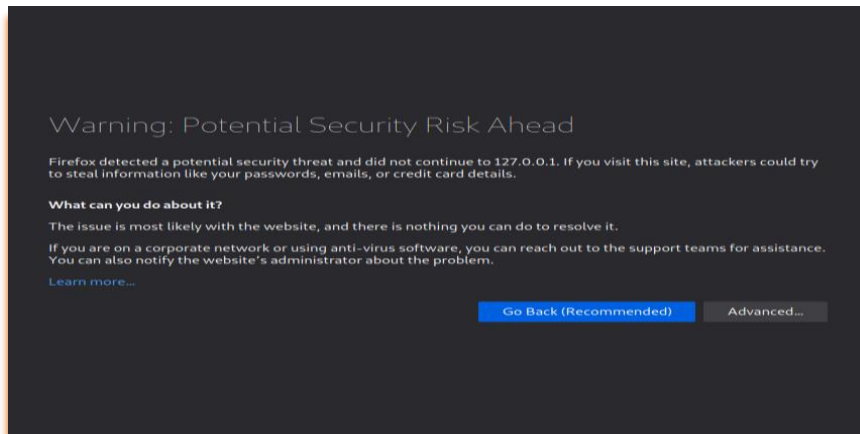 Warning: Potential Security Risk Ahead
Firefox detected a potential security threat and did not continue to 127.0.0.1. If you visit this site, attackers could try
to steal information like your passwords, emails, or credit card details.
What can you do about it?
The issue is most likely with the website, and there is nothing you can do to resolve it.
If you are on a corporate network or using anti-virus software, you can reach out to the support teams for assistance.
You can also notify the website's administrator about the problem.
Learn more...
Go Back (Recommended) Advanced...